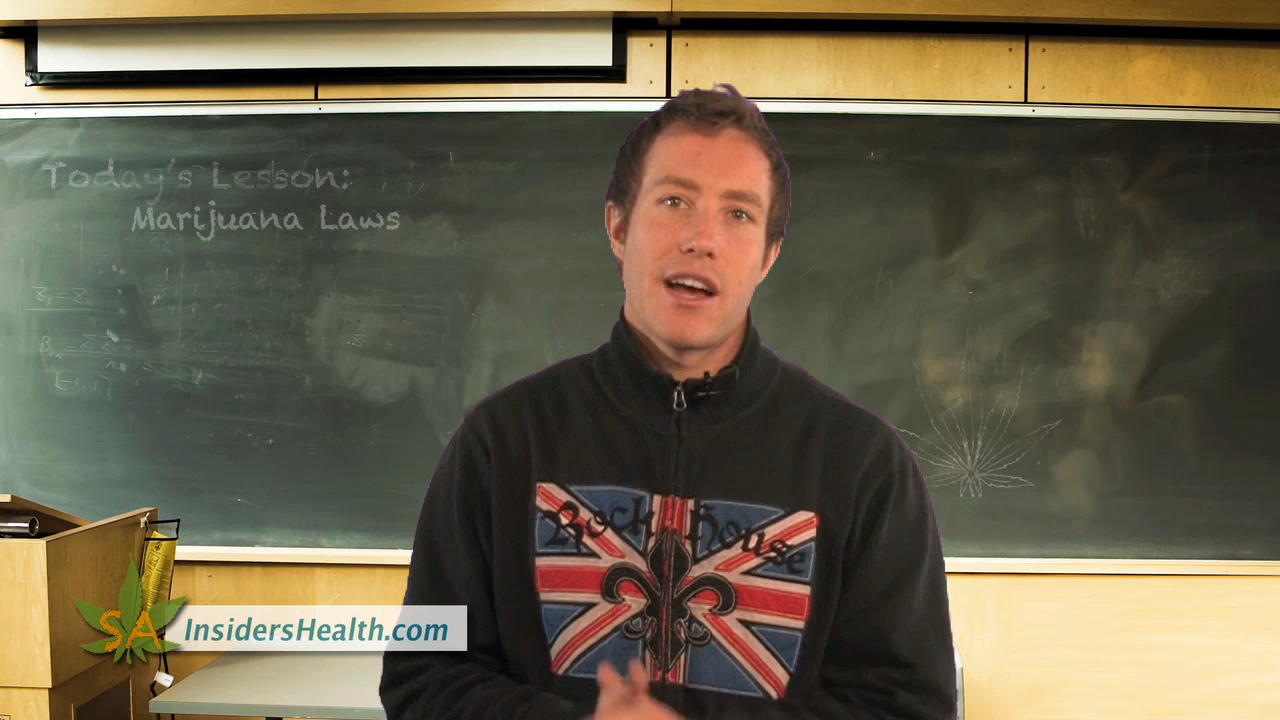 Today's Lesson:
Marijuana Laws
Rock House
SA
InsidersHealth.com